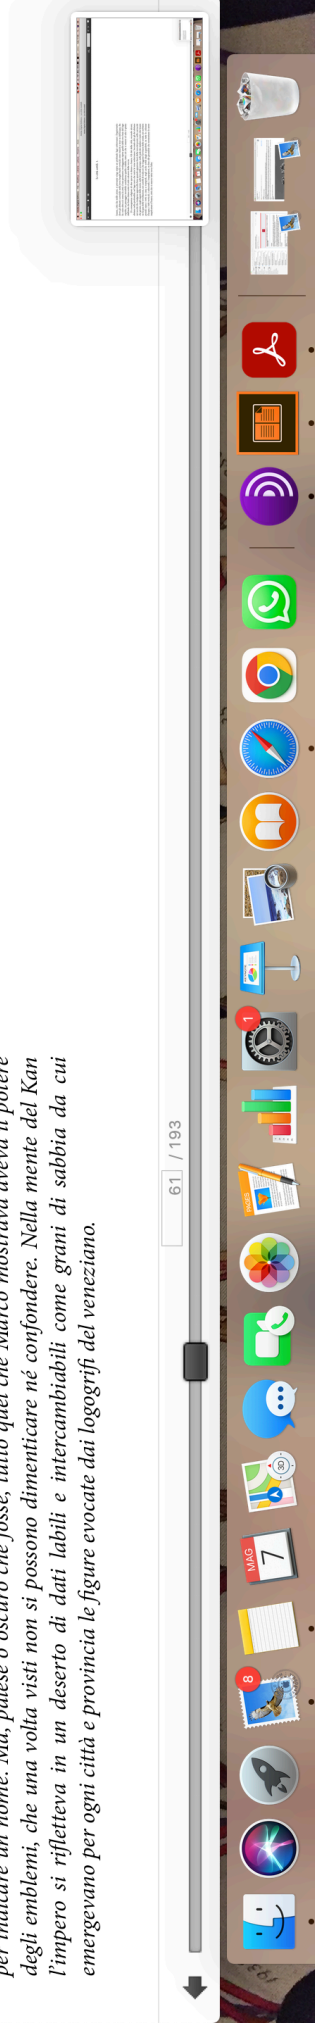 per indicare un nome. Ma, palese o oscuro che fosse, tutto quel che Marco mostrava aveva il potere
degli emblemi, che una volta visti non si possono dimenticare né confondere. Nella mente del Kan
l'impero si rifletteva in un deserto di dati labili e intercambiabili come grani di sabbia da cui
emergevano per ogni città e provincia le figure evocate dai logogrifi del veneziano.
61 / 193
8
MAG
7
3D
PAGES
1